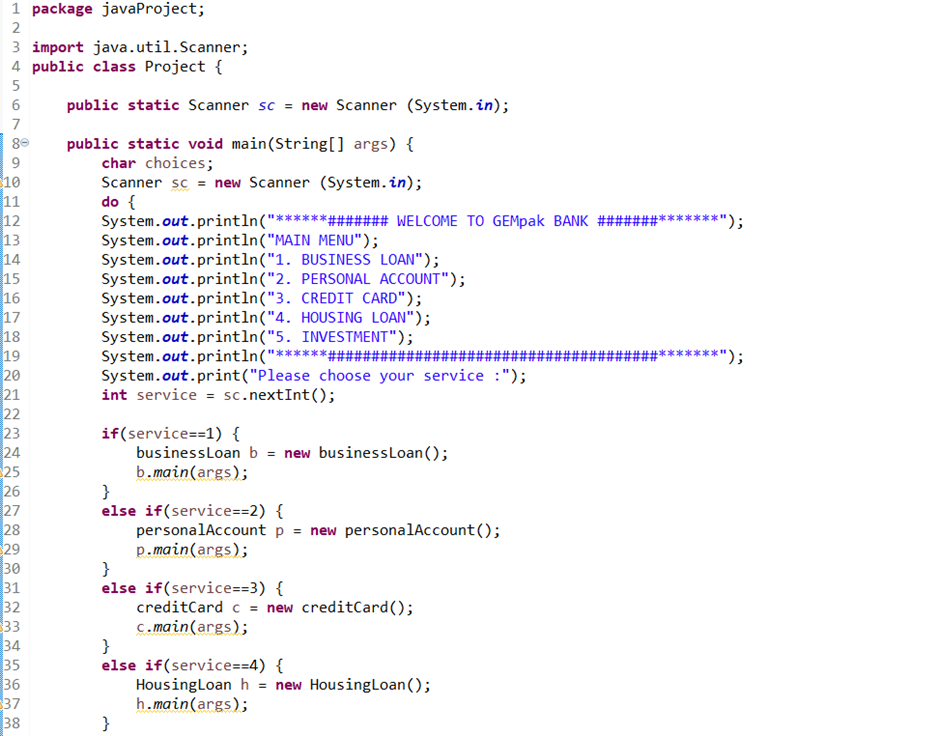 1 package javaProject;
2
3 import java.util.Scanner;
4 public class Project {
5
6     public static Scanner sc = new Scanner (System.in);
7
8     public static void main(String[] args) {
9         char choices;
10         Scanner sc = new Scanner (System.in);
11         do {
12         System.out.println("******####### WELCOME TO GEMpak BANK #######*******");
13         System.out.println("MAIN MENU");
14         System.out.println("1. BUSINESS LOAN");
15         System.out.println("2. PERSONAL ACCOUNT");
16         System.out.println("3. CREDIT CARD");
17         System.out.println("4. HOUSING LOAN");
18         System.out.println("5. INVESTMENT");
19         System.out.println("******######################################*******");
20         System.out.print("Please choose your service :");
21         int service = sc.nextInt();
22
23         if(service==1) {
24             businessLoan b = new businessLoan();
25             b.main(args);
26         }
27         else if(service==2) {
28             personalAccount p = new personalAccount();
29             p.main(args);
30         }
31         else if(service==3) {
32             creditCard c = new creditCard();
33             c.main(args);
34         }
35         else if(service==4) {
36             HousingLoan h = new HousingLoan();
37             h.main(args);
38         }